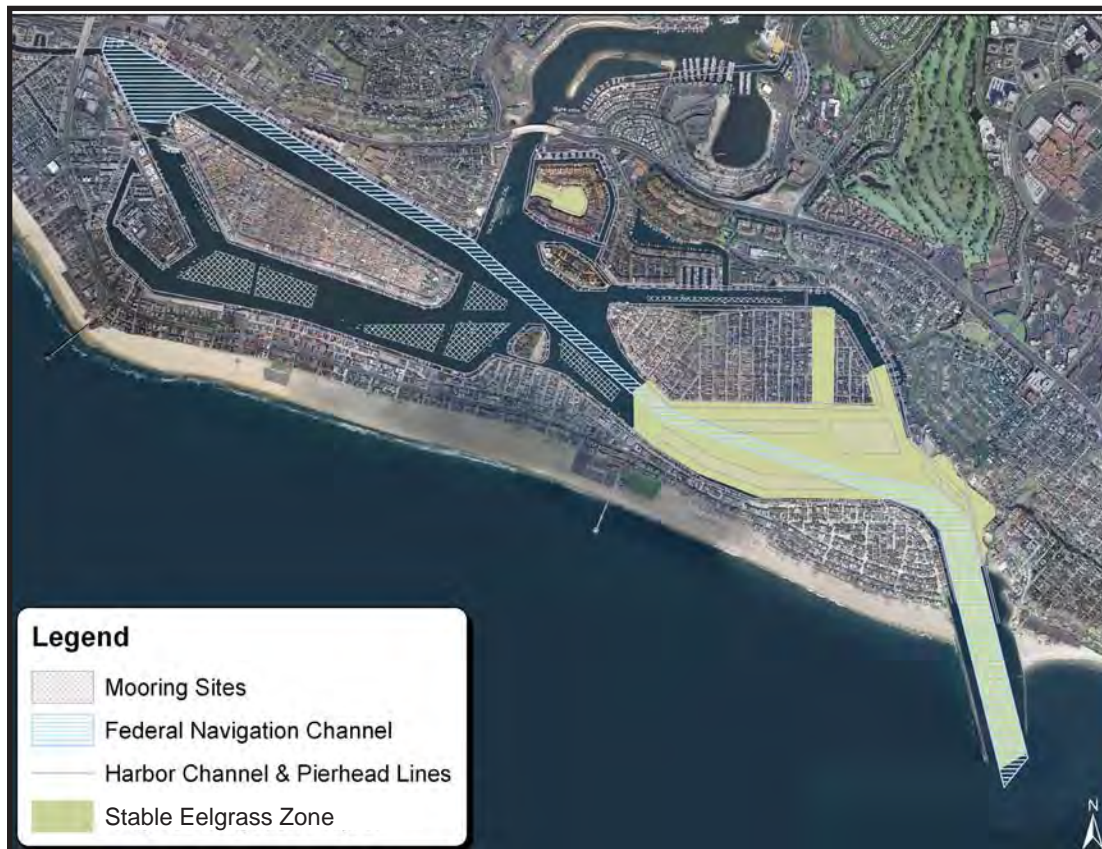 Legend
Mooring Sites
Federal Navigation Channel
Harbor Channel & Pierhead Lines
Stable Eelgrass Zone
N